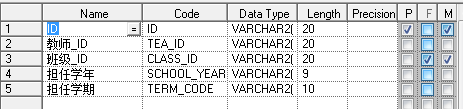 Name Code Data Type Length Precision P F M
1 ID = ID VARCHAR2( 20
2 教师_ID TEA_ID VARCHAR2( 20
3 班级_ID CLASS_ID VARCHAR2( 20
4 担任学年 SCHOOL_YEAR VARCHAR2( 9
5 担任学期 TERM_CODE VARCHAR2( 10